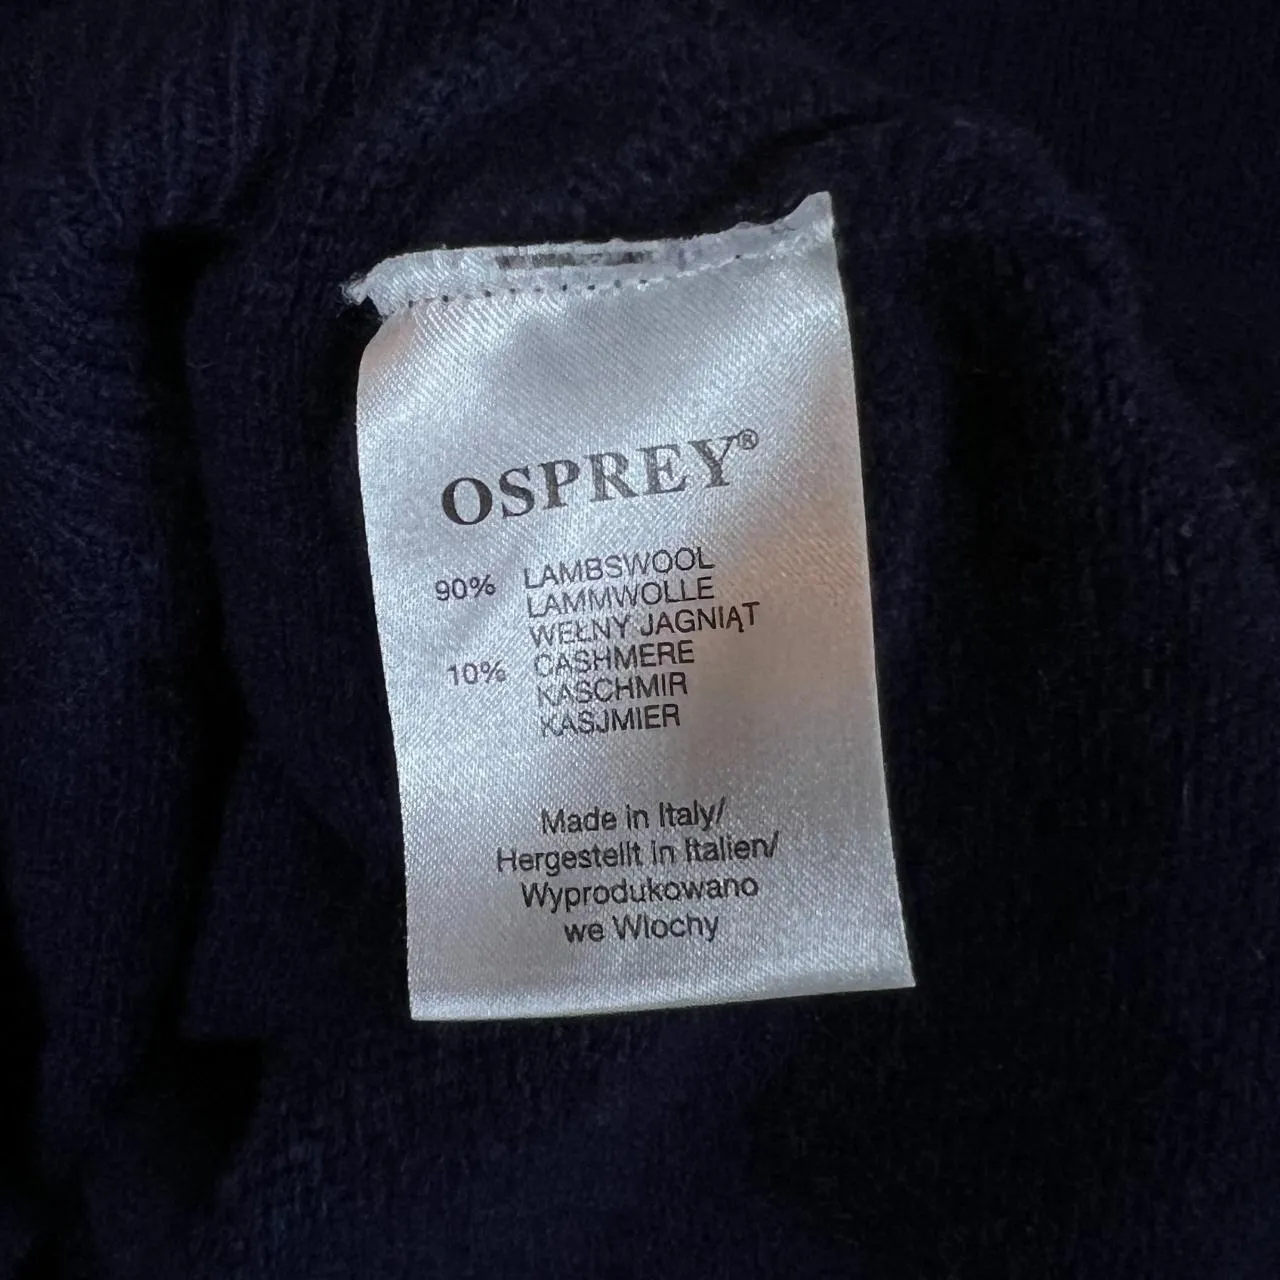 OSPREY®
90% LAMBSWOOL
LAMMWOLLE
WEŁNY JAGNIĄT
10% CASHMERE
KASCHMIR
KASJMIER
Made in Italy/
Hergestellt in Italien/
Wyprodukowano
we Wlochy